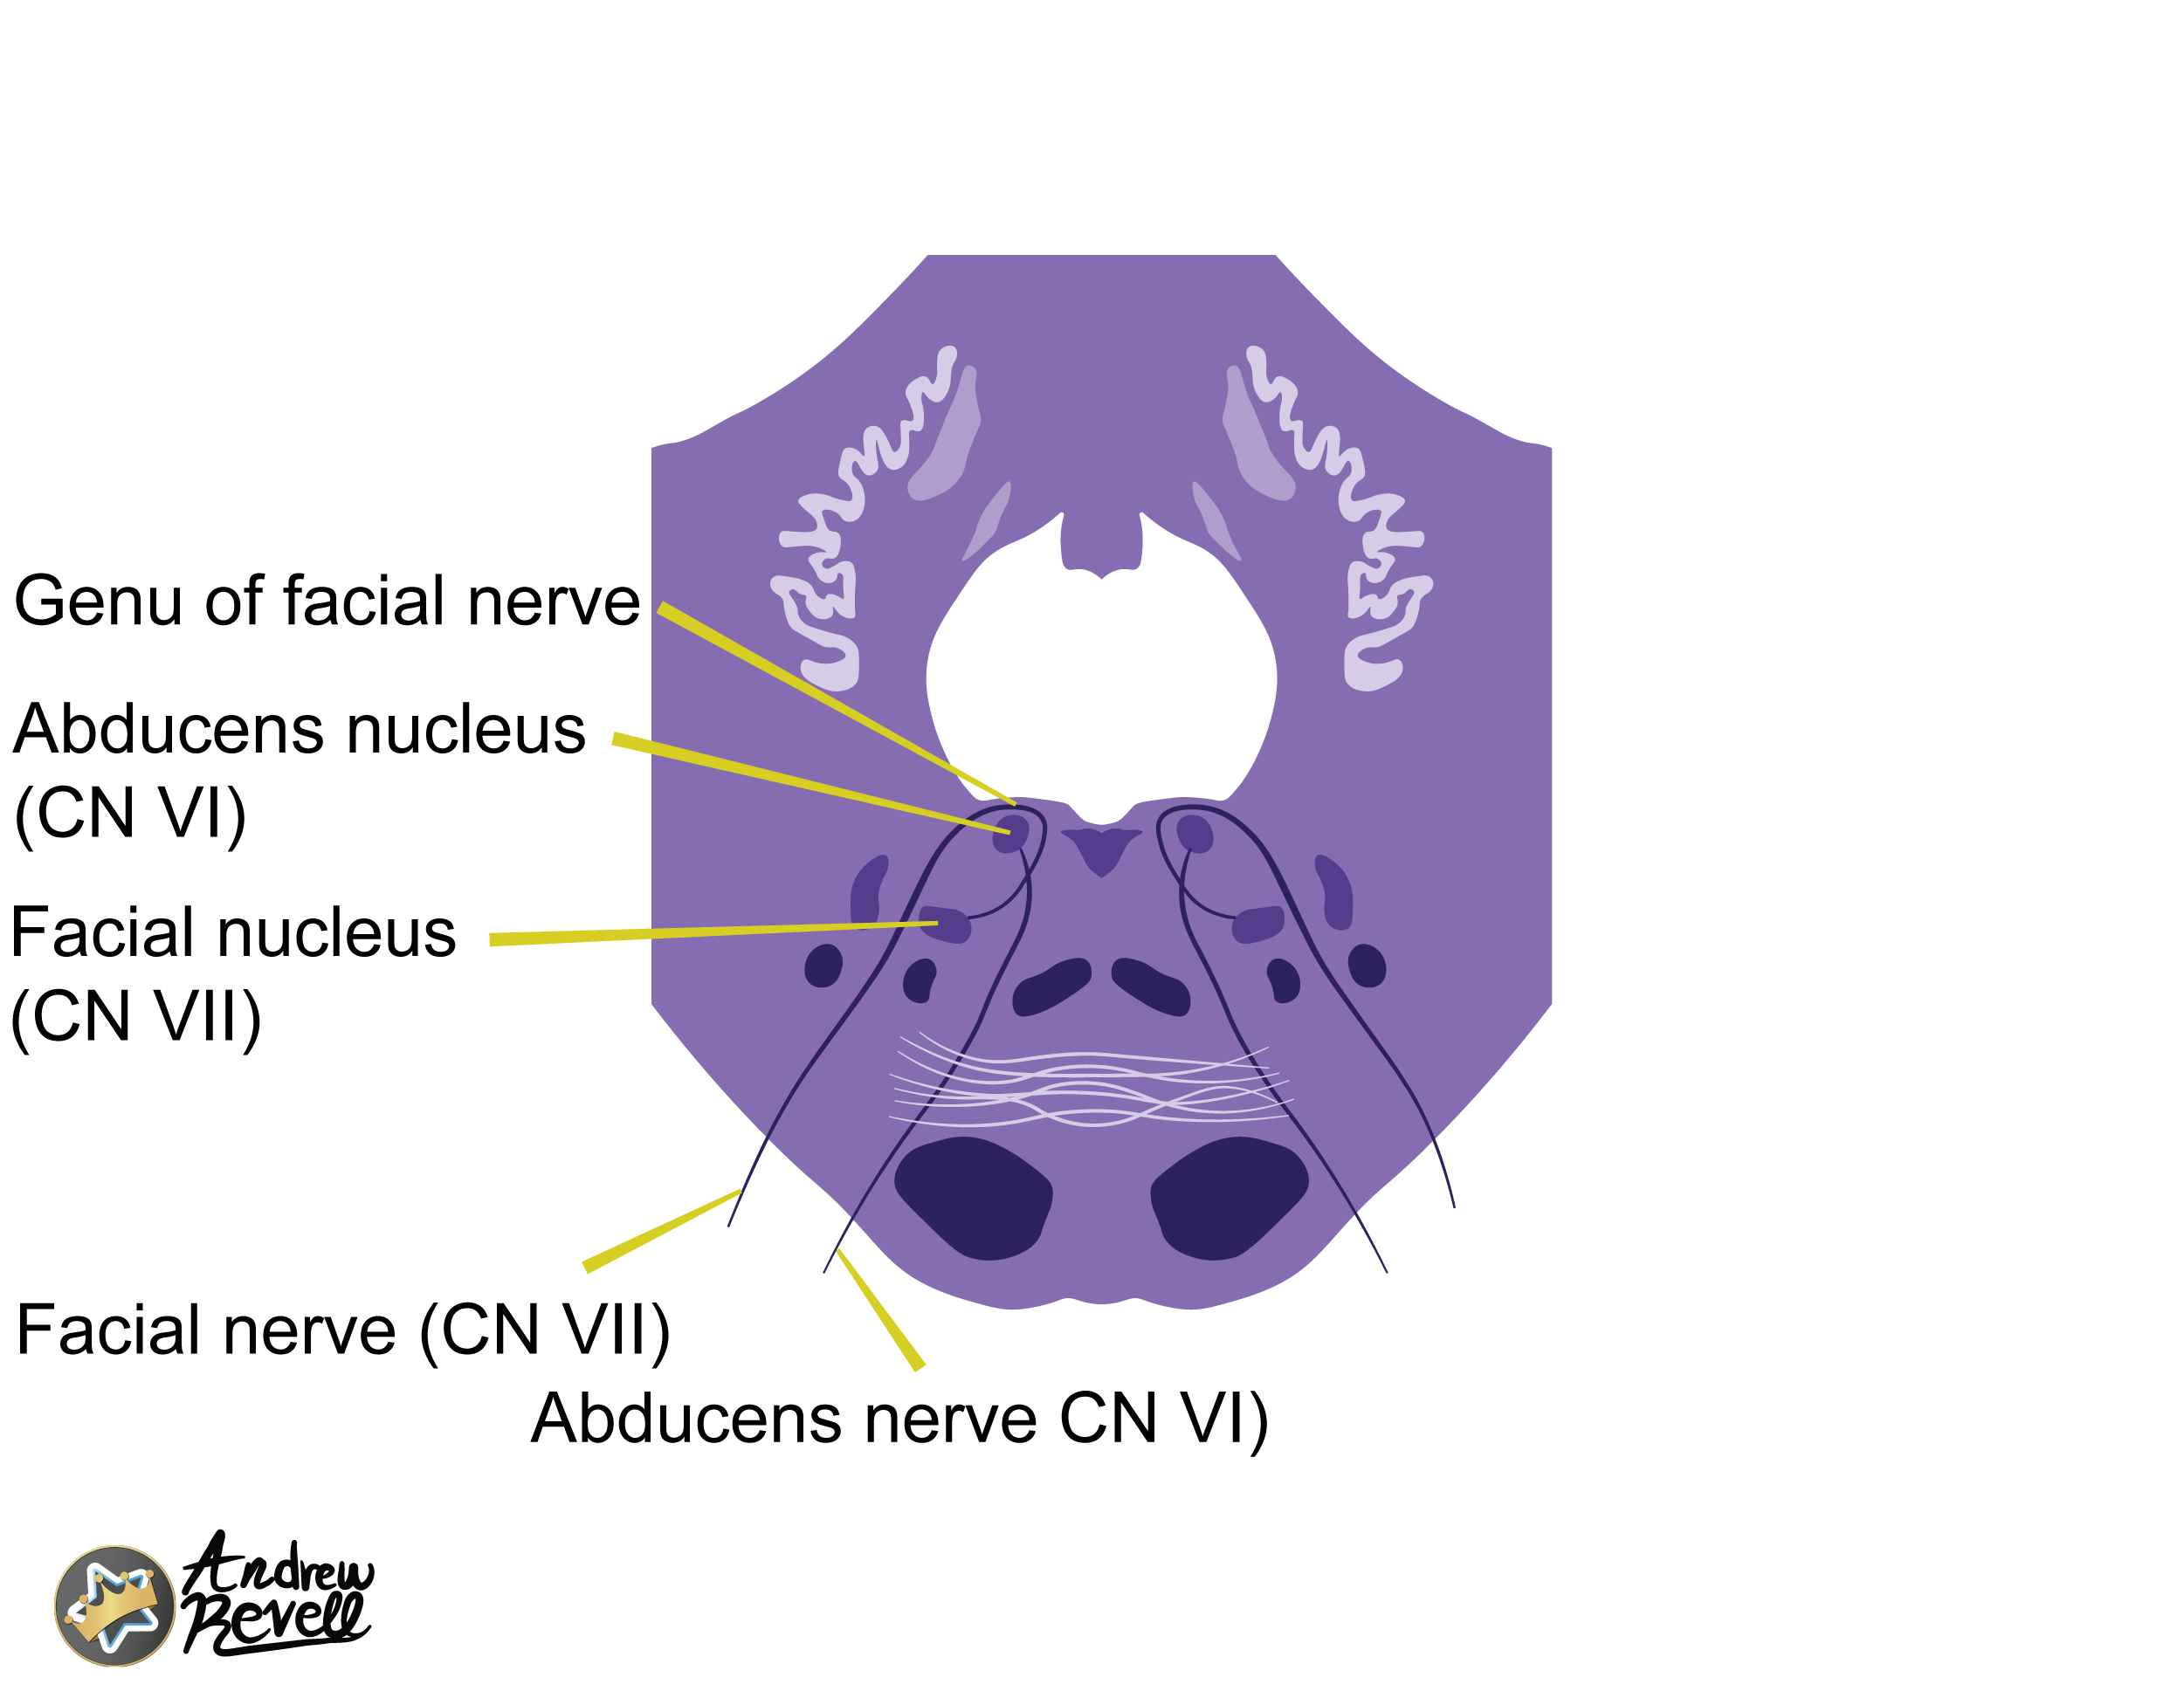 Genu of facial nerve
Abducens nucleus
(CN VI)
Facial nucleus
(CN VII)
Facial nerve (CN VII)
Abducens nerve CN VI)
Andrew
Revell